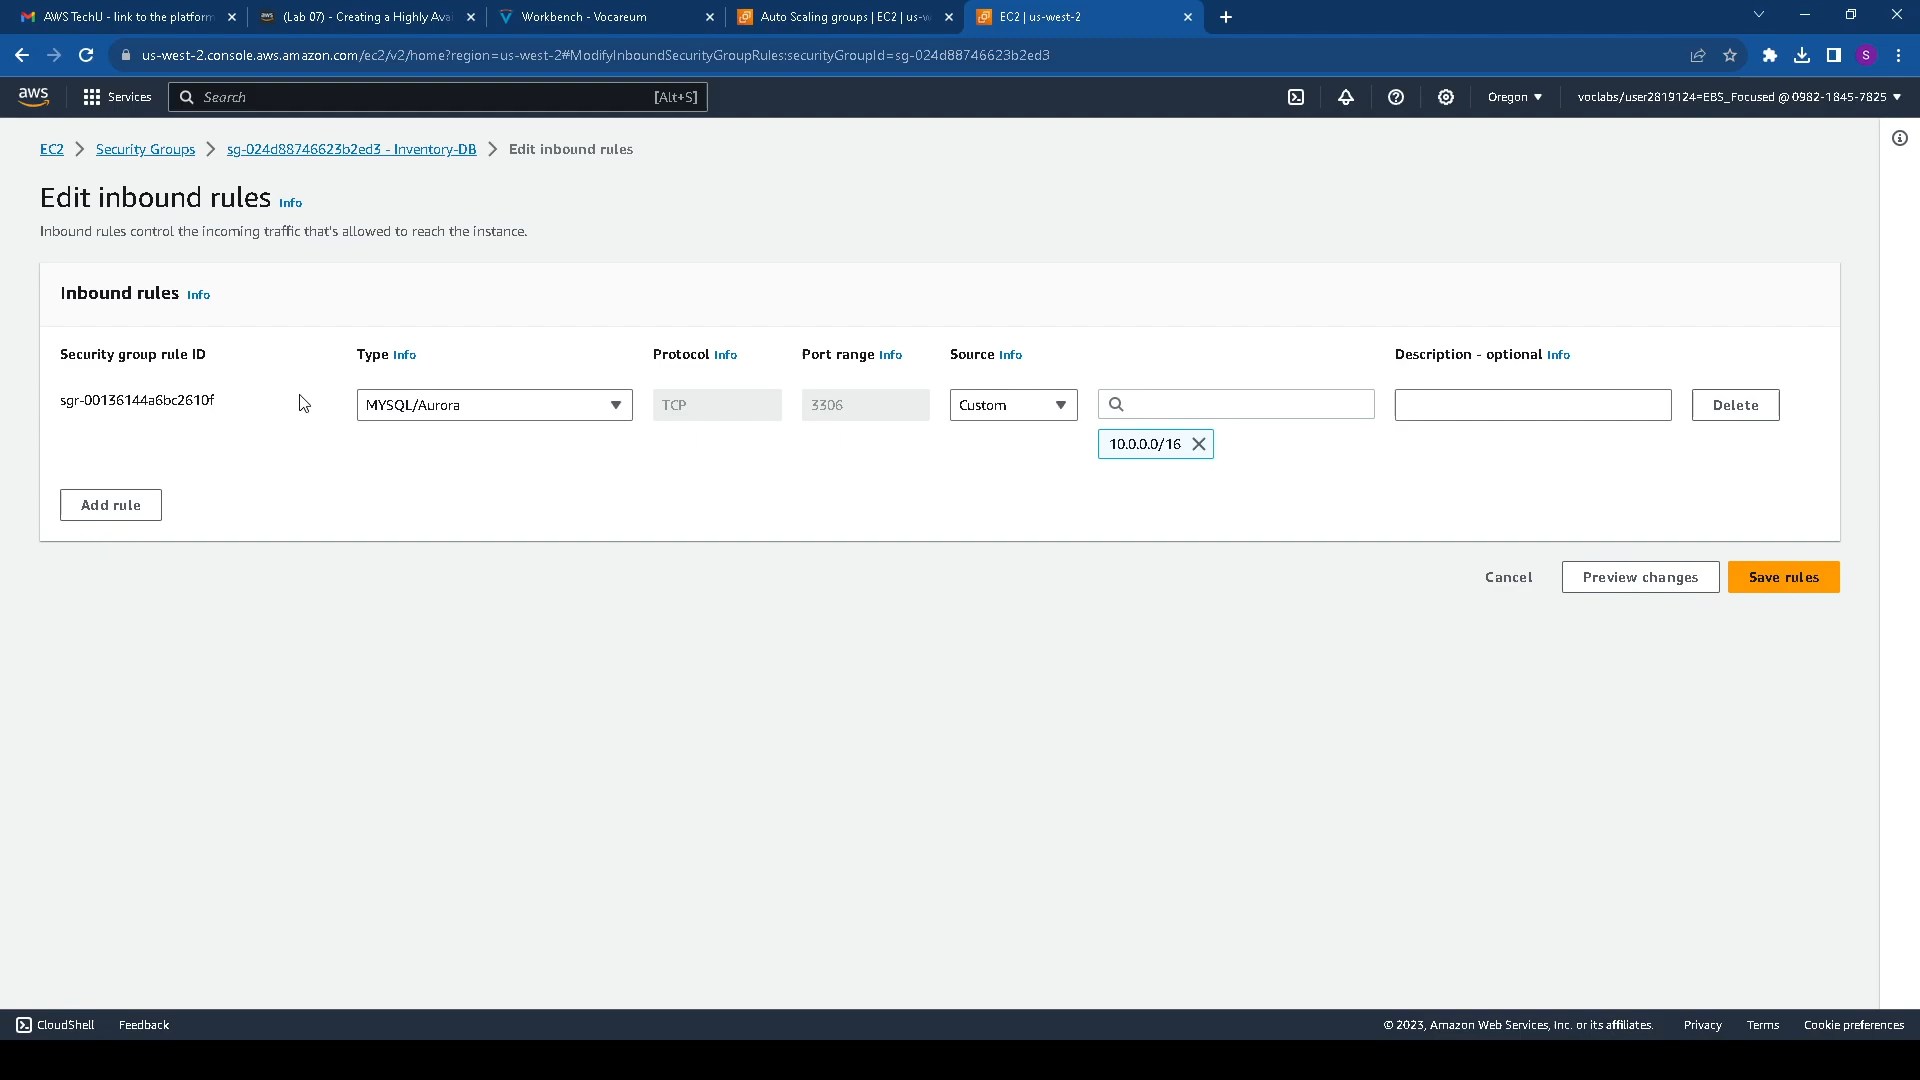 AWS TechU - link to the platform
(Lab 07) - Creating a Highly Ava
Workbench - Vocareum
Auto Scaling groups | EC2 | us-w
EC2 | us-west-2
us-west-2.console.aws.amazon.com/ec2/v2/home?region=us-west-2#ModifyInboundSecurityGroupRules:securityGroupId=sg-024d88746623b2ed3
S
aws
Services
Search
[Alt+S]
Oregon
voclabs/user2819124=EBS_Focused @ 0982-1845-7825
EC2 > Security Groups > sg-024d88746623b2ed3 - Inventory-DB > Edit inbound rules
Edit inbound rules Info
Inbound rules control the incoming traffic that's allowed to reach the instance.
Inbound rules Info
Security group rule ID
Type Info
Protocol Info
Port range Info
Source Info
Description - optional Info
sgr-00136144a6bc2610f
MYSQL/Aurora
TCP
3306
Custom
Delete
10.0.0.0/16
Add rule
Cancel
Preview changes
Save rules
CloudShell
Feedback
© 2023, Amazon Web Services, Inc. or its affiliates.
Privacy
Terms
Cookie preferences